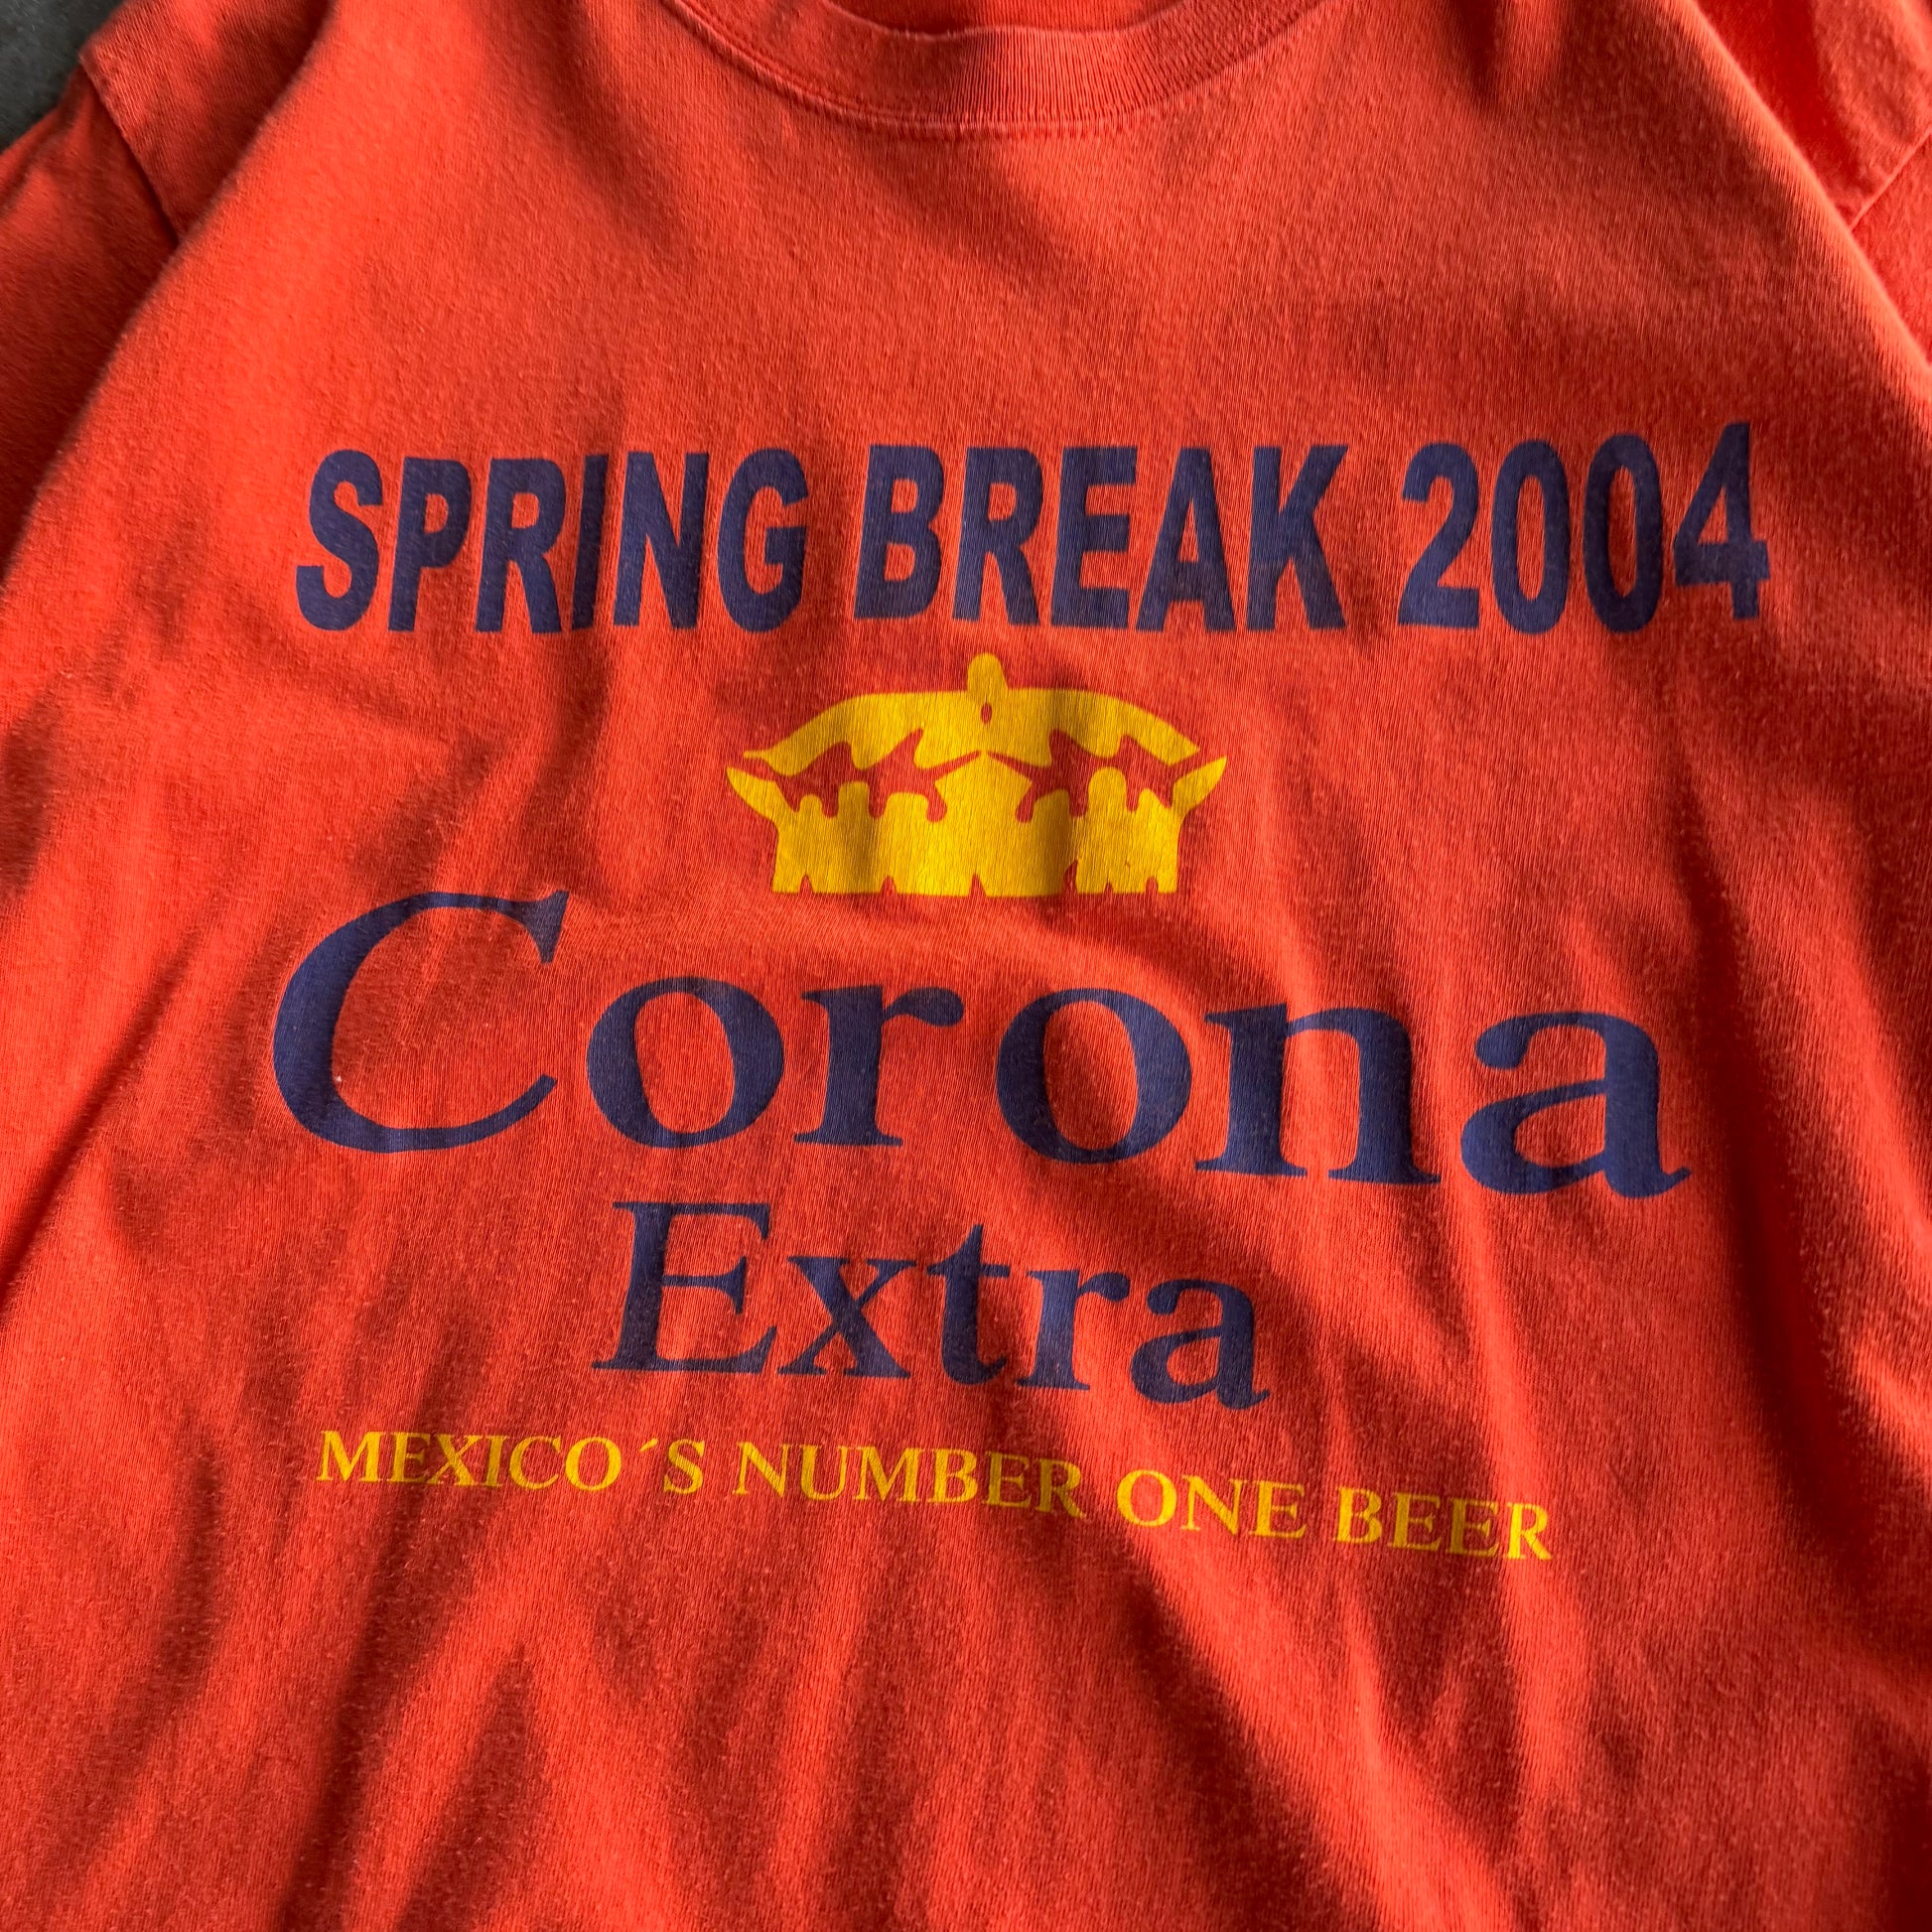 SPRING BREAK 2004
Corona
Extra
MEXICO´S NUMBER ONE BEER